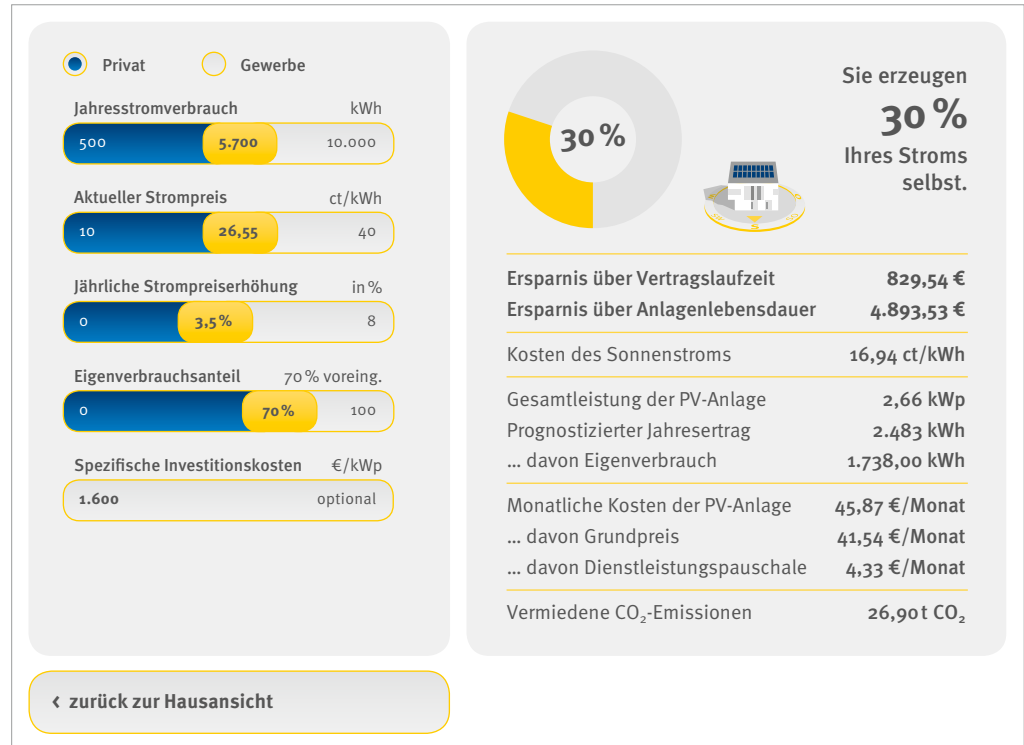 Privat Gewerbe
Jahresstromverbrauch kWh
500 5.700 10.000
Aktueller Strompreis ct/kWh
10 26,55 40
Jährliche Strompreiserhöhung in %
0 3,5 % 8
Eigenverbrauchsanteil 70 % voreing.
0 70 % 100
Spezifische Investitionskosten €/kWp
1.600 optional
30 %
Sie erzeugen
30 %
Ihres Stroms
selbst.
Ersparnis über Vertragslaufzeit 829,54 €
Ersparnis über Anlagenlebensdauer 4.893,53 €
Kosten des Sonnenstroms 16,94 ct/kWh
Gesamtleistung der PV-Anlage 2,66 kWp
Prognostizierter Jahresertrag 2.483 kWh
... davon Eigenverbrauch 1.738,00 kWh
Monatliche Kosten der PV-Anlage 45,87 €/Monat
... davon Grundpreis 41,54 €/Monat
... davon Dienstleistungspauschale 4,33 €/Monat
Vermiedene CO₂-Emissionen 26,90 t CO₂
‹ zurück zur Hausansicht